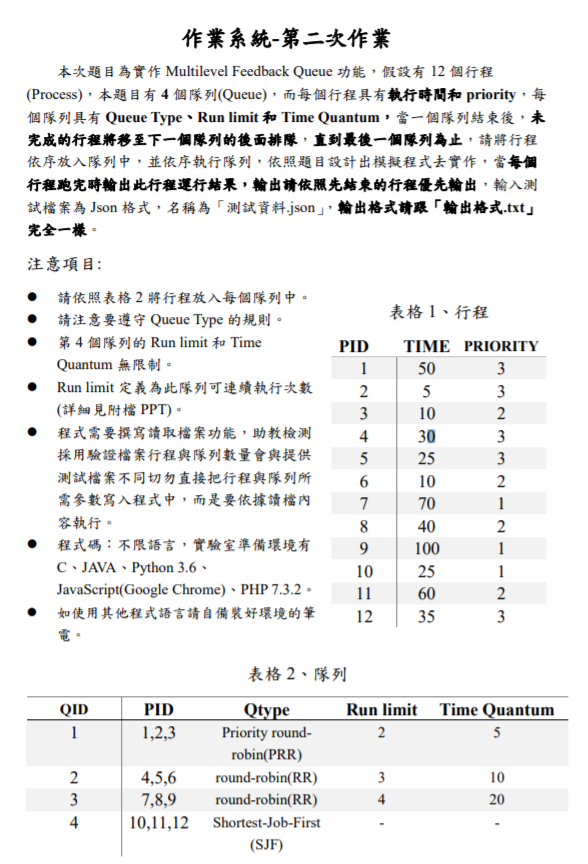 作業系統-第二次作業
本次題目為實作 Multilevel Feedback Queue 功能，假設有 12 個行程
(Process)，本題目有 4 個隊列(Queue)，而每個行程具有執行時間和 priority，每
個隊列具有 Queue Type、Run limit 和 Time Quantum，當一個隊列結束後，未
完成的行程將移至下一個隊列的後面排隊，直到最後一個隊列為止，請將行程
依序放入隊列中，並依序執行隊列，依照題目設計出模擬程式去實作，當每個
行程跑完時輸出此行程運行結果，輸出請依照先結束的行程優先輸出，輸入測
試檔案為 Json 格式，名稱為「測試資料.json」，輸出格式請跟「輸出格式.txt」
完全一樣。
注意項目:
● 請依照表格 2 將行程放入每個隊列中。
● 請注意要遵守 Queue Type 的規則。
● 第 4 個隊列的 Run limit 和 Time
Quantum 無限制。
● Run limit 定義為此隊列可連續執行次數
(詳細見附檔 PPT)。
● 程式需要撰寫讀取檔案功能，助教檢測
採用驗證檔案行程與隊列數量會與提供
測試檔案不同切勿直接把行程與隊列所
需參數寫入程式中，而是要依據讀檔內
容執行。
● 程式碼：不限語言，實驗室準備環境有
C、JAVA、Python 3.6、
JavaScript(Google Chrome)、PHP 7.3.2。
● 如使用其他程式語言請自備裝好環境的筆
電。
表格 1、行程
PID TIME PRIORITY
1 50 3
2 5 3
3 10 2
4 30 3
5 25 3
6 10 2
7 70 1
8 40 2
9 100 1
10 25 1
11 60 2
12 35 3
表格 2、隊列
QID PID Qtype Run limit Time Quantum
1 1,2,3 Priority round- 2 5
robin(PRR)
2 4,5,6 round-robin(RR) 3 10
3 7,8,9 round-robin(RR) 4 20
4 10,11,12 Shortest-Job-First - -
(SJF)